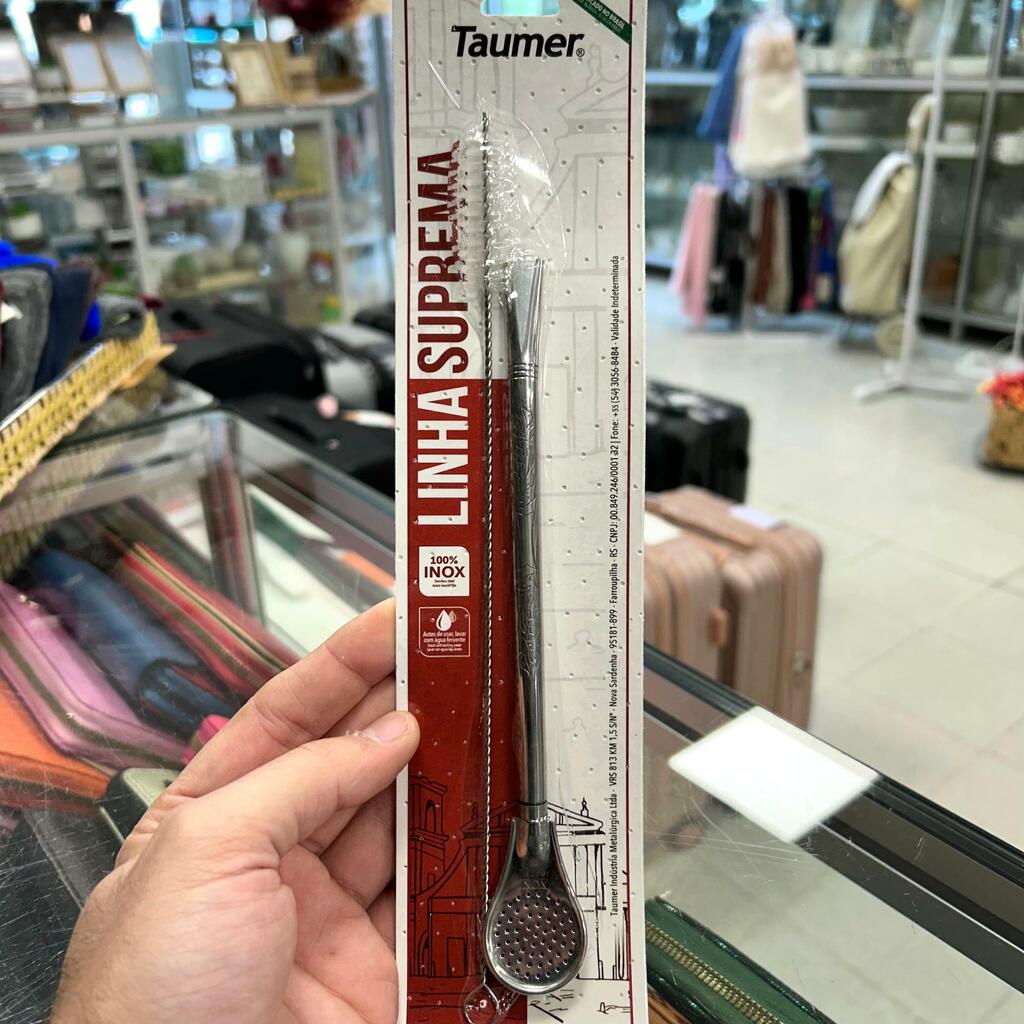 Taumer®
LINHA SUPREMA
100%
INOX
Stainless steel
Antes de usar, lavar
com água fervente
Taumer Indústria Metalúrgica Ltda · VRS 813 KM 1,5 S/Nº · Nova Sardenha · 95181-899 · Farroupilha · RS · CNPJ: 00.849.246/0001-32 | Fone: +55 (54) 3056-8484 · Validade Indeterminada